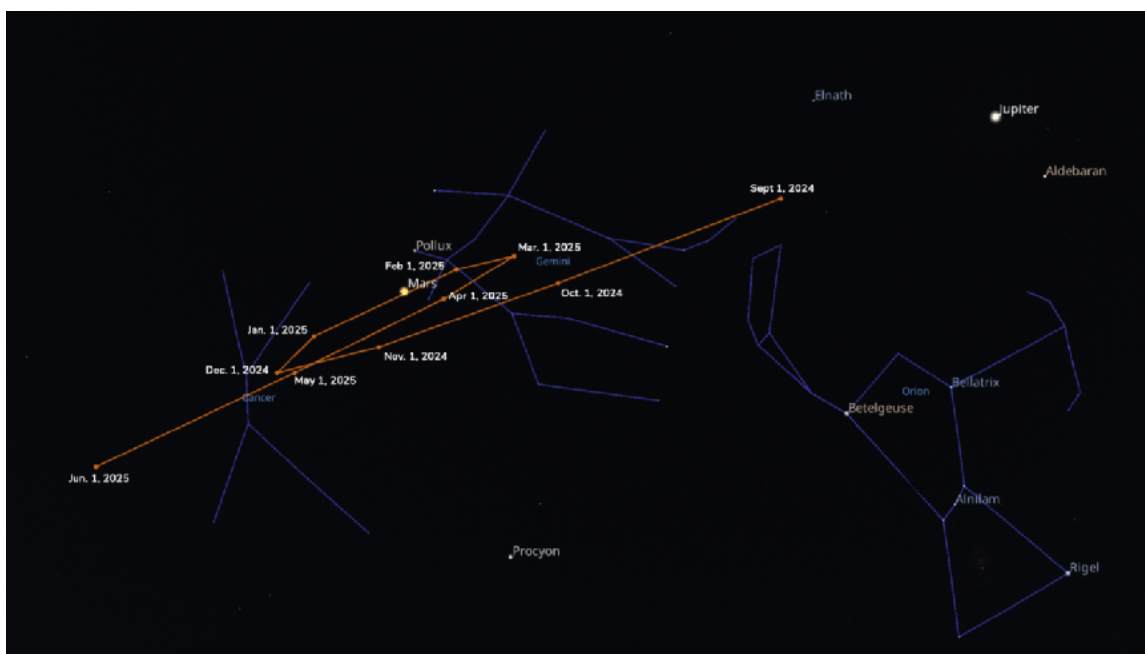 Elnath
Jupiter
Aldebaran
Sept 1, 2024
Pollux
Mar. 1, 2025
Gemini
Feb 1, 2025
Mars
Apr 1, 2025
Oct. 1, 2024
Jan. 1, 2025
Nov. 1, 2024
Dec. 1, 2024
May 1, 2025
Cancer
Bellatrix
Orion
Betelgeuse
Jun. 1, 2025
Alnilam
Procyon
Rigel